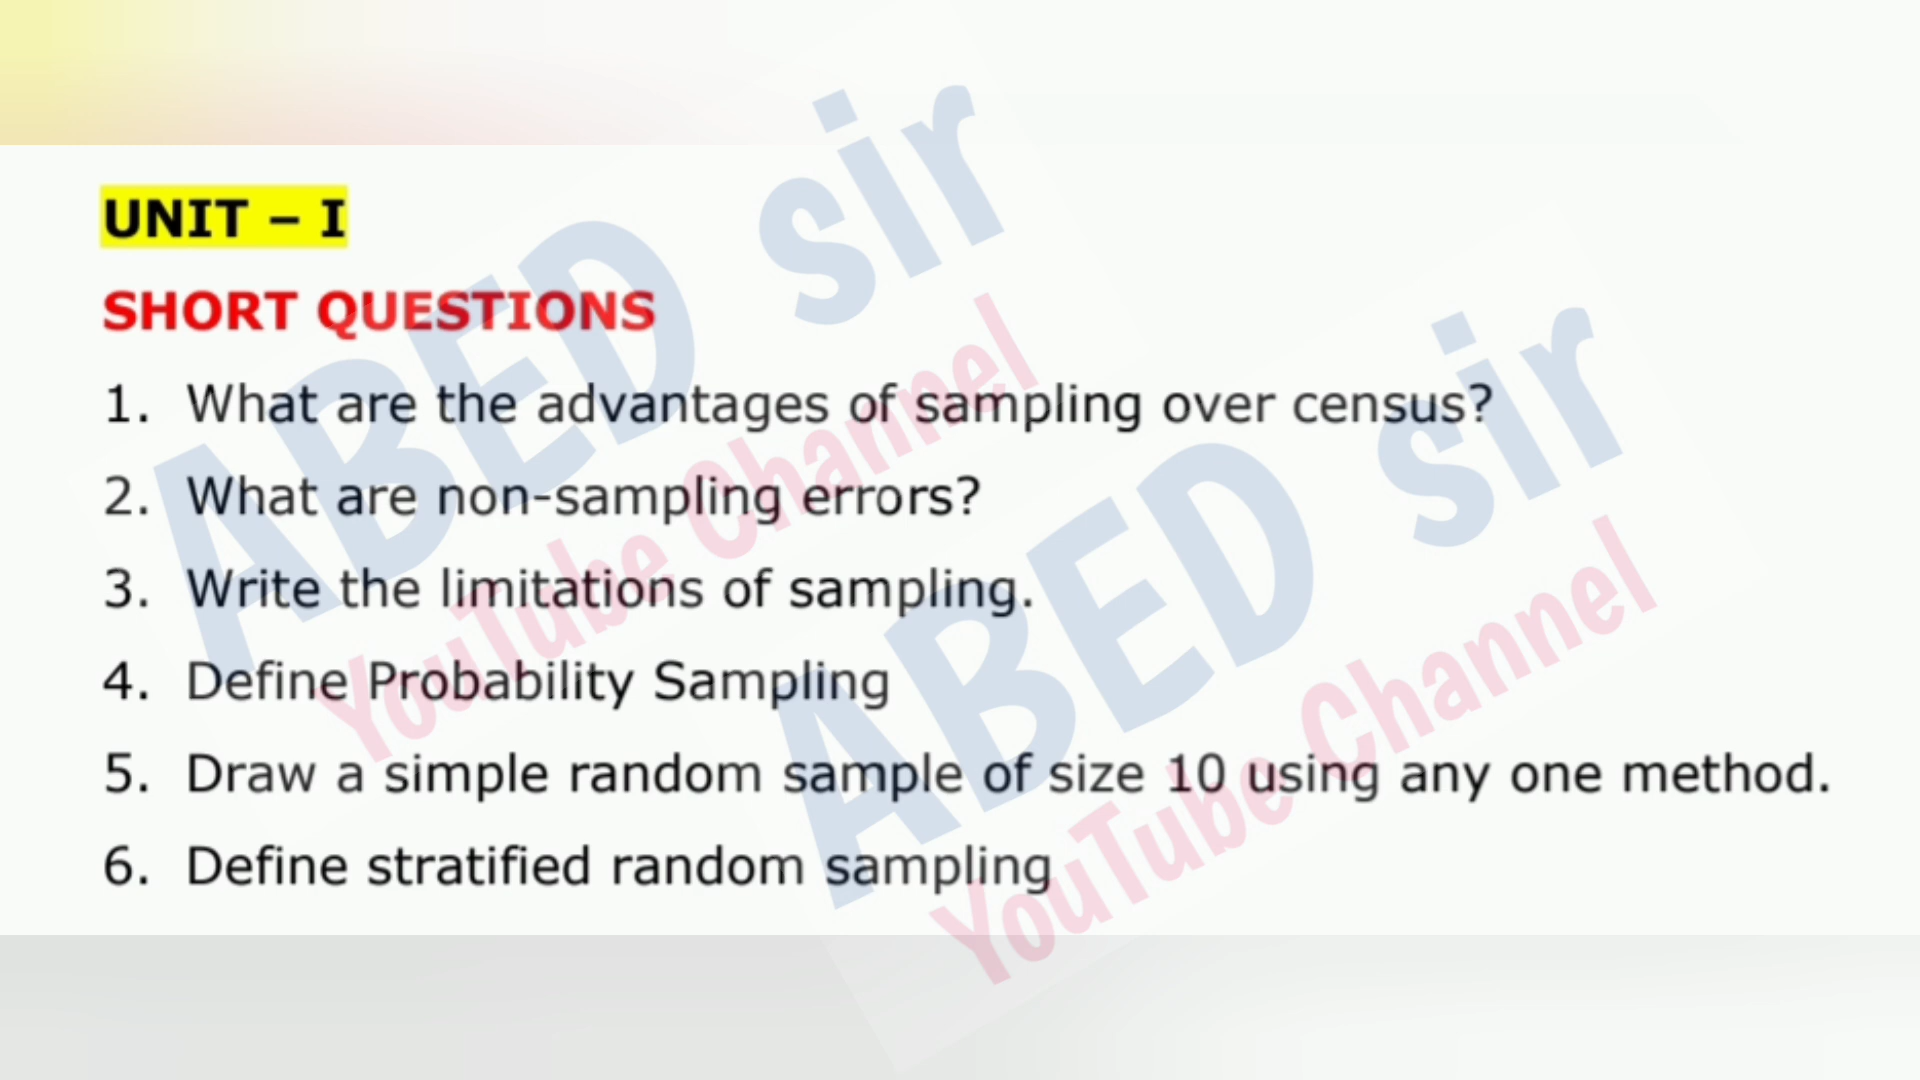 UNIT – I
SHORT QUESTIONS
1. What are the advantages of sampling over census?
2. What are non-sampling errors?
3. Write the limitations of sampling.
4. Define Probability Sampling
5. Draw a simple random sample of size 10 using any one method.
6. Define stratified random sampling
ABED sir
YouTube Channel
ABED sir
YouTube Channel